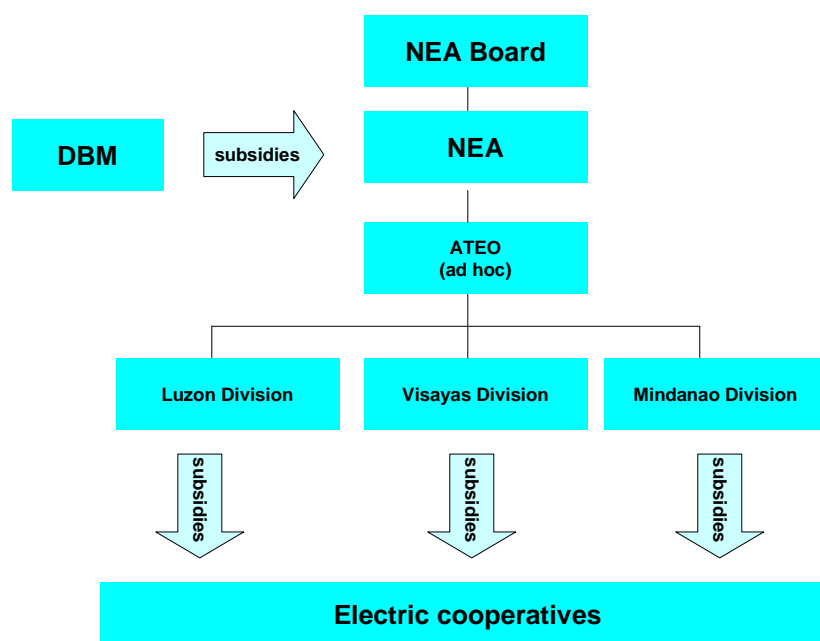 NEA Board
DBM
subsidies
NEA
ATEO
(ad hoc)
Luzon Division
Visayas Division
Mindanao Division
subsidies
subsidies
subsidies
Electric cooperatives